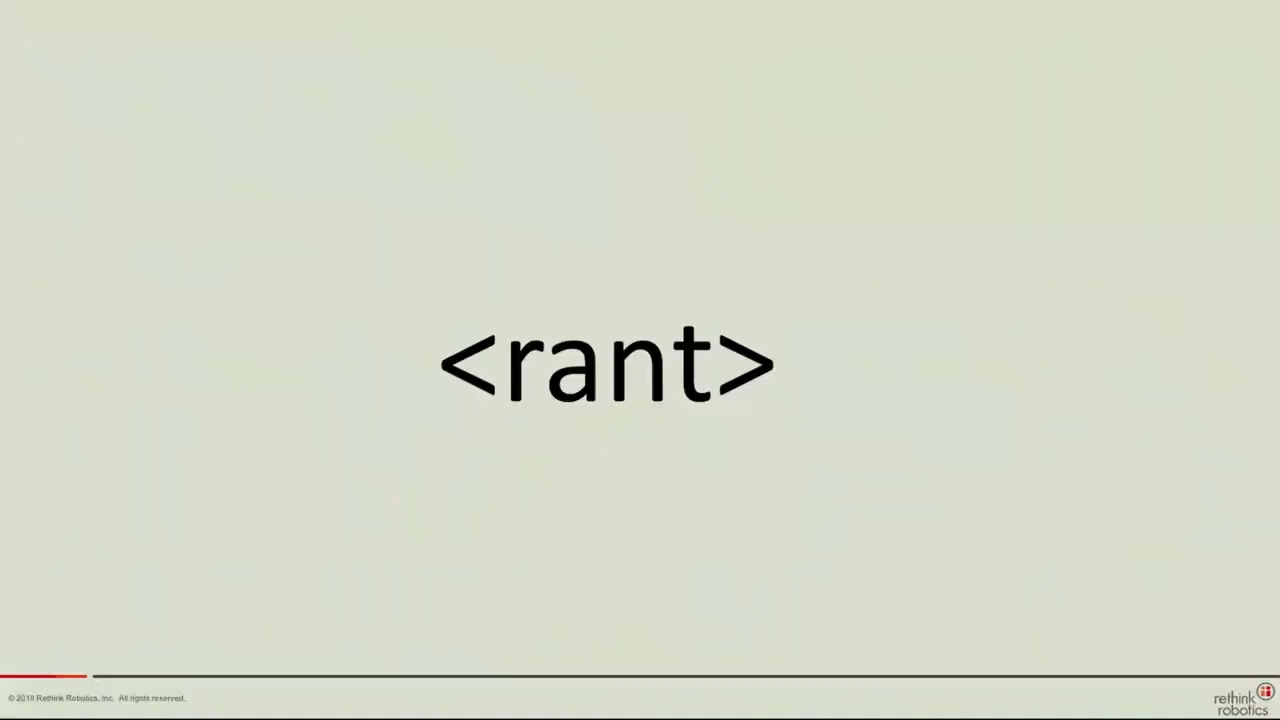 <rant>
© 2018 Rethink Robotics, Inc. All rights reserved.
rethink
robotics